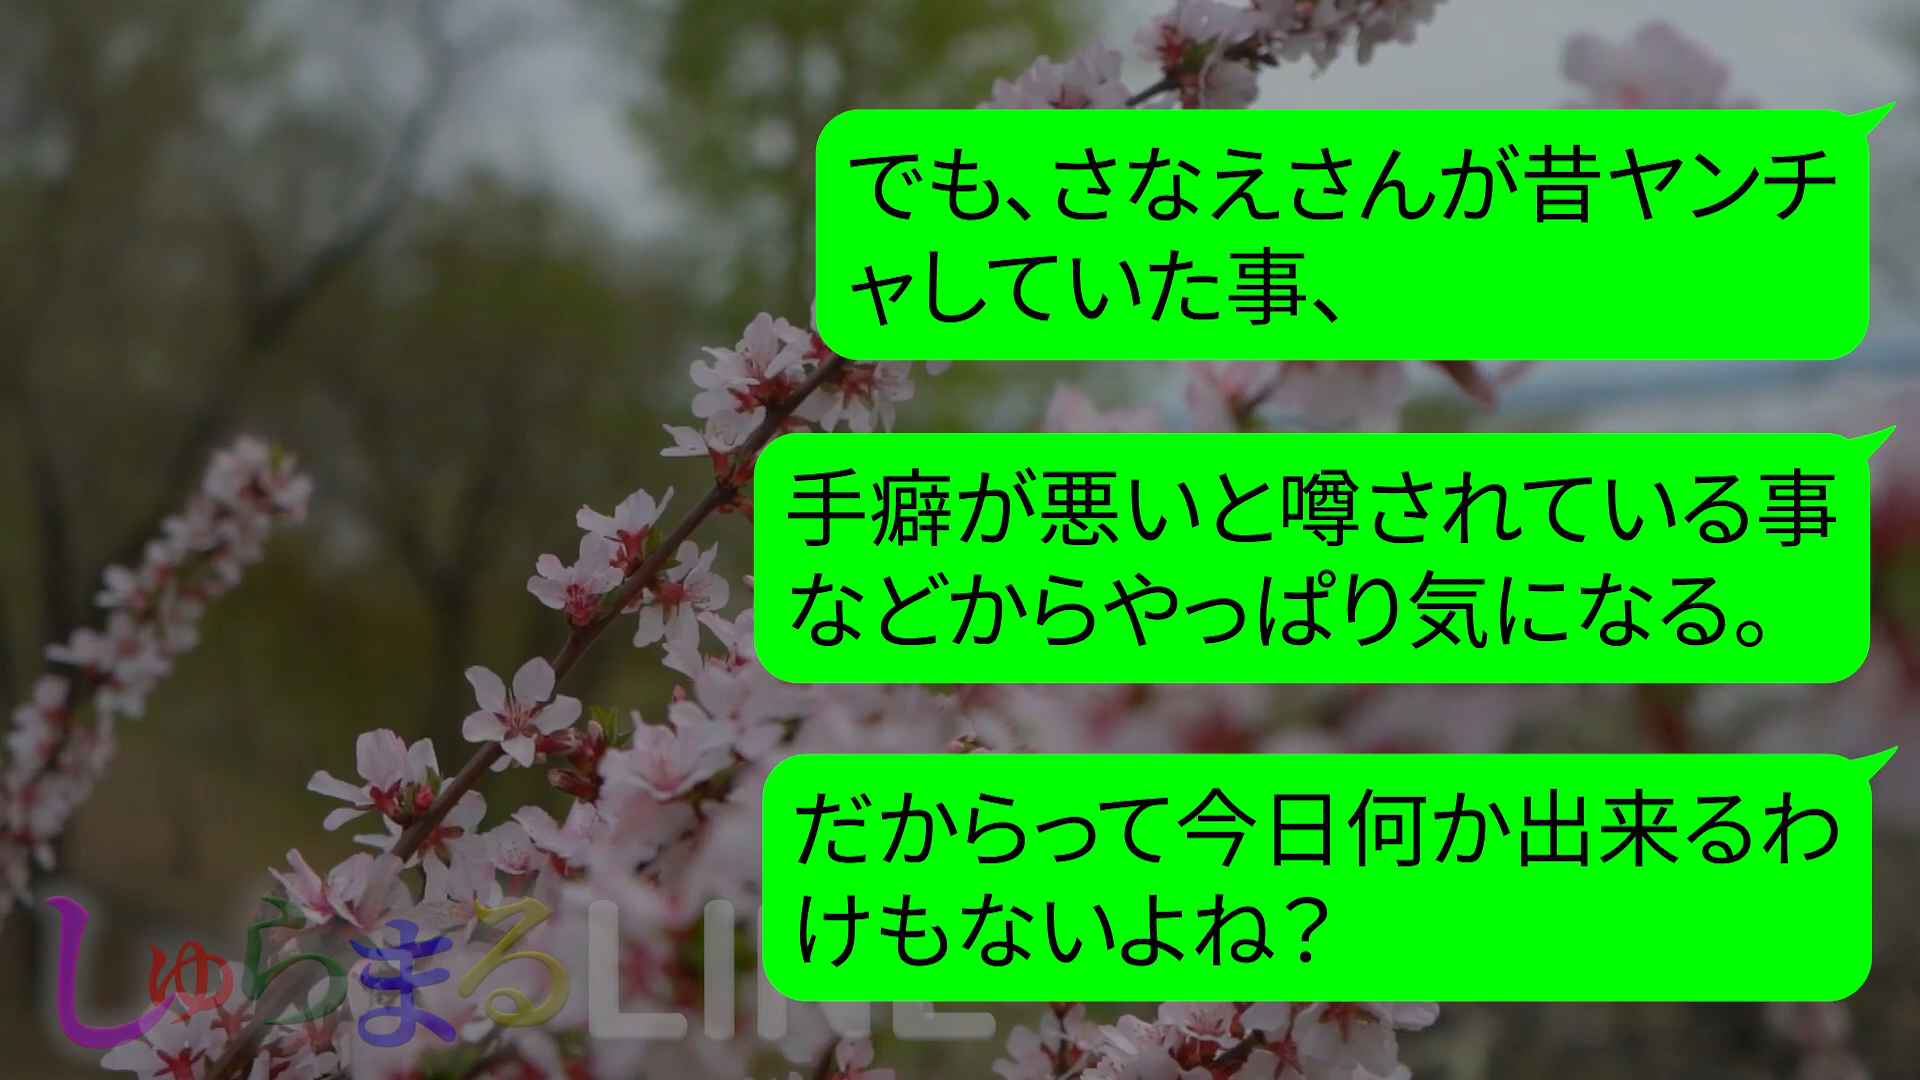 でも、さなえさんが昔ヤンチ
ャしていた事、
手癖が悪いと噂されている事
などからやっぱり気になる。
だからって今日何か出来るわ
けもないよね？
しゅらまるLINE